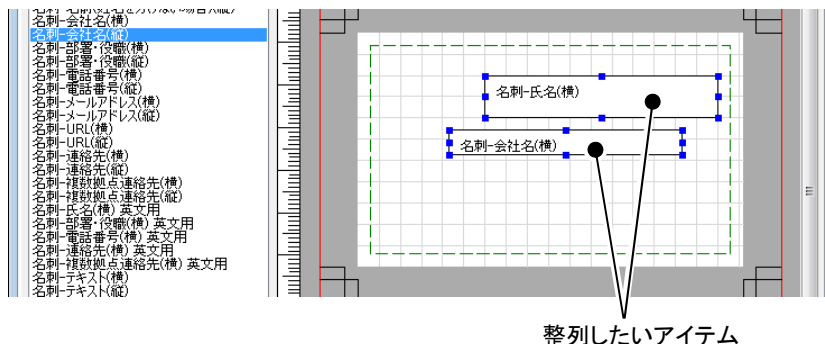 名刺-会社名(横)
名刺-会社名(縦)
名刺-部署・役職(横)
名刺-部署・役職(縦)
名刺-電話番号(横)
名刺-電話番号(縦)
名刺-メールアドレス(横)
名刺-メールアドレス(縦)
名刺-URL(横)
名刺-URL(縦)
名刺-連絡先(横)
名刺-連絡先(縦)
名刺-複数拠点連絡先(横)
名刺-複数拠点連絡先(縦)
名刺-氏名(横) 英文用
名刺-部署・役職(横) 英文用
名刺-電話番号(横) 英文用
名刺-連絡先(横) 英文用
名刺-複数拠点連絡先(横) 英文用
名刺-テキスト(横)
名刺-テキスト(縦)
名刺-氏名(横)
名刺-会社名(横)
整列したいアイテム